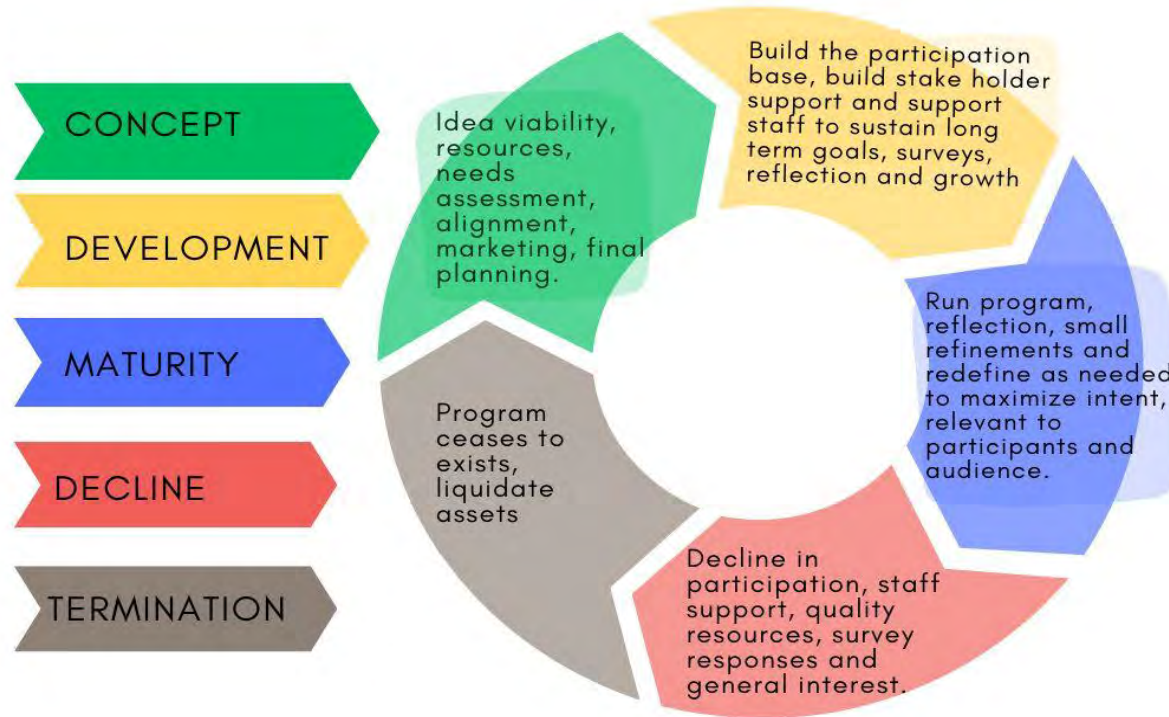 CONCEPT
DEVELOPMENT
MATURITY
DECLINE
TERMINATION
Idea viability,
resources,
needs
assessment,
alignment,
marketing, final
planning.
Build the participation
base, build stake holder
support and support
staff to sustain long
term goals, surveys,
reflection and growth
Run program,
reflection, small
refinements and
redefine as needed
to maximize intent,
relevant to
participants and
audience.
Decline in
participation, staff
support, quality
resources, survey
responses and
general interest.
Program
ceases to
exists,
liquidate
assets